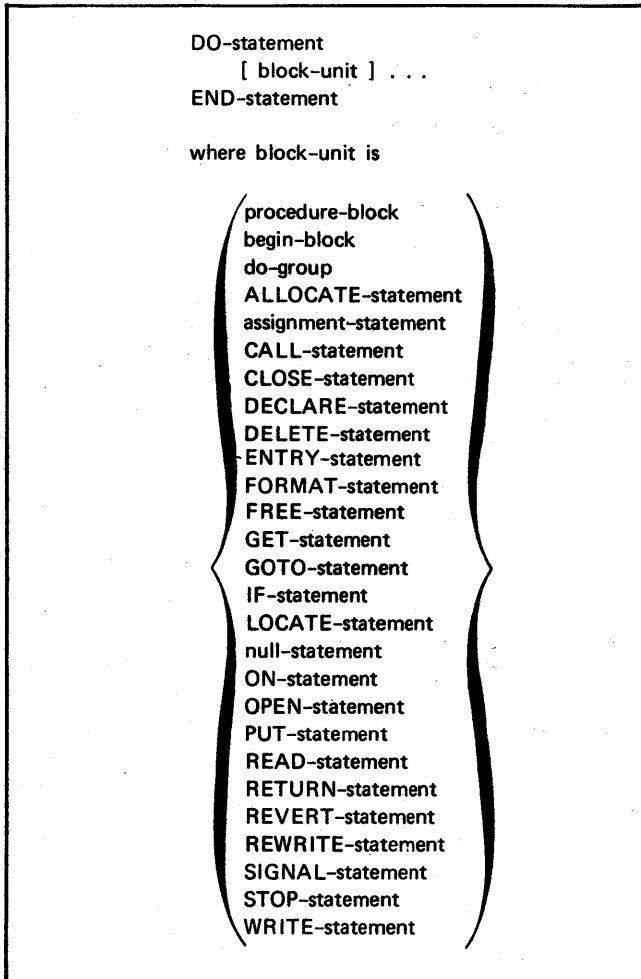 DO-statement
[ block-unit ] . . .
END-statement
where block-unit is
procedure-block
begin-block
do-group
ALLOCATE-statement
assignment-statement
CALL-statement
CLOSE-statement
DECLARE-statement
DELETE-statement
ENTRY-statement
FORMAT-statement
FREE-statement
GET-statement
GOTO-statement
IF-statement
LOCATE-statement
null-statement
ON-statement
OPEN-statement
PUT-statement
READ-statement
RETURN-statement
REVERT-statement
REWRITE-statement
SIGNAL-statement
STOP-statement
WRITE-statement